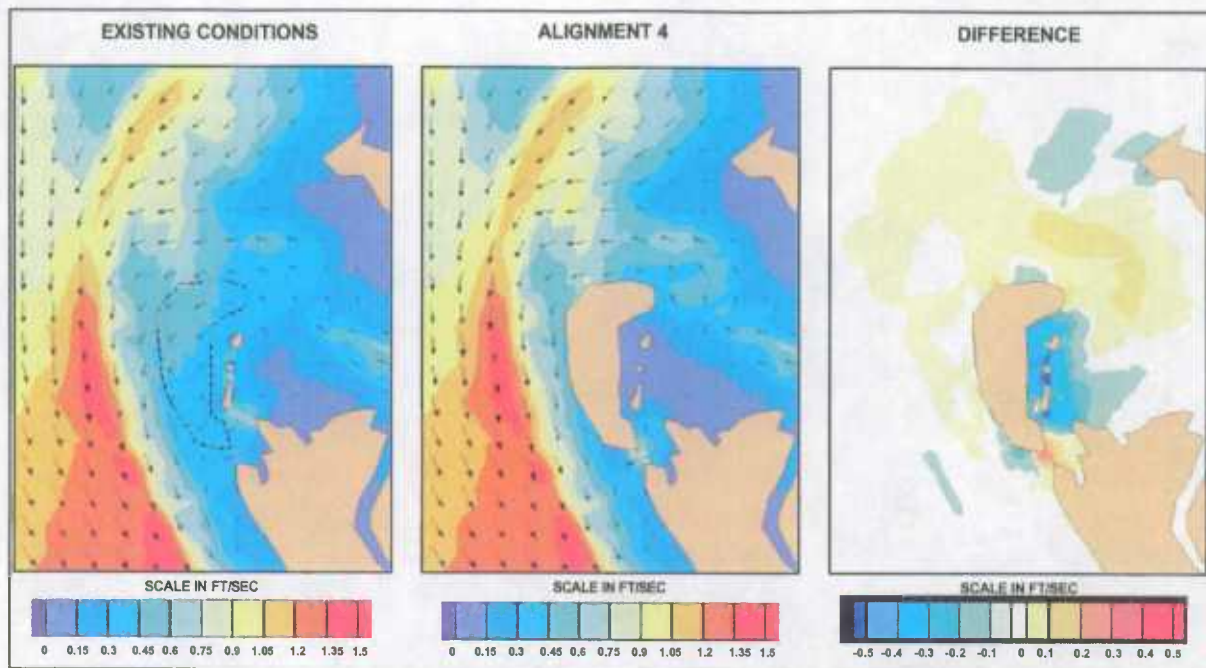 EXISTING CONDITIONS
ALIGNMENT 4
DIFFERENCE
SCALE IN FT/SEC
0 0.15 0.3 0.45 0.6 0.75 0.9 1.05 1.2 1.35 1.5
SCALE IN FT/SEC
0 0.15 0.3 0.45 0.6 0.75 0.9 1.05 1.2 1.35 1.5
SCALE IN FT/SEC
-0.5 -0.4 -0.3 -0.2 -0.1 0 0.1 0.2 0.3 0.4 0.5